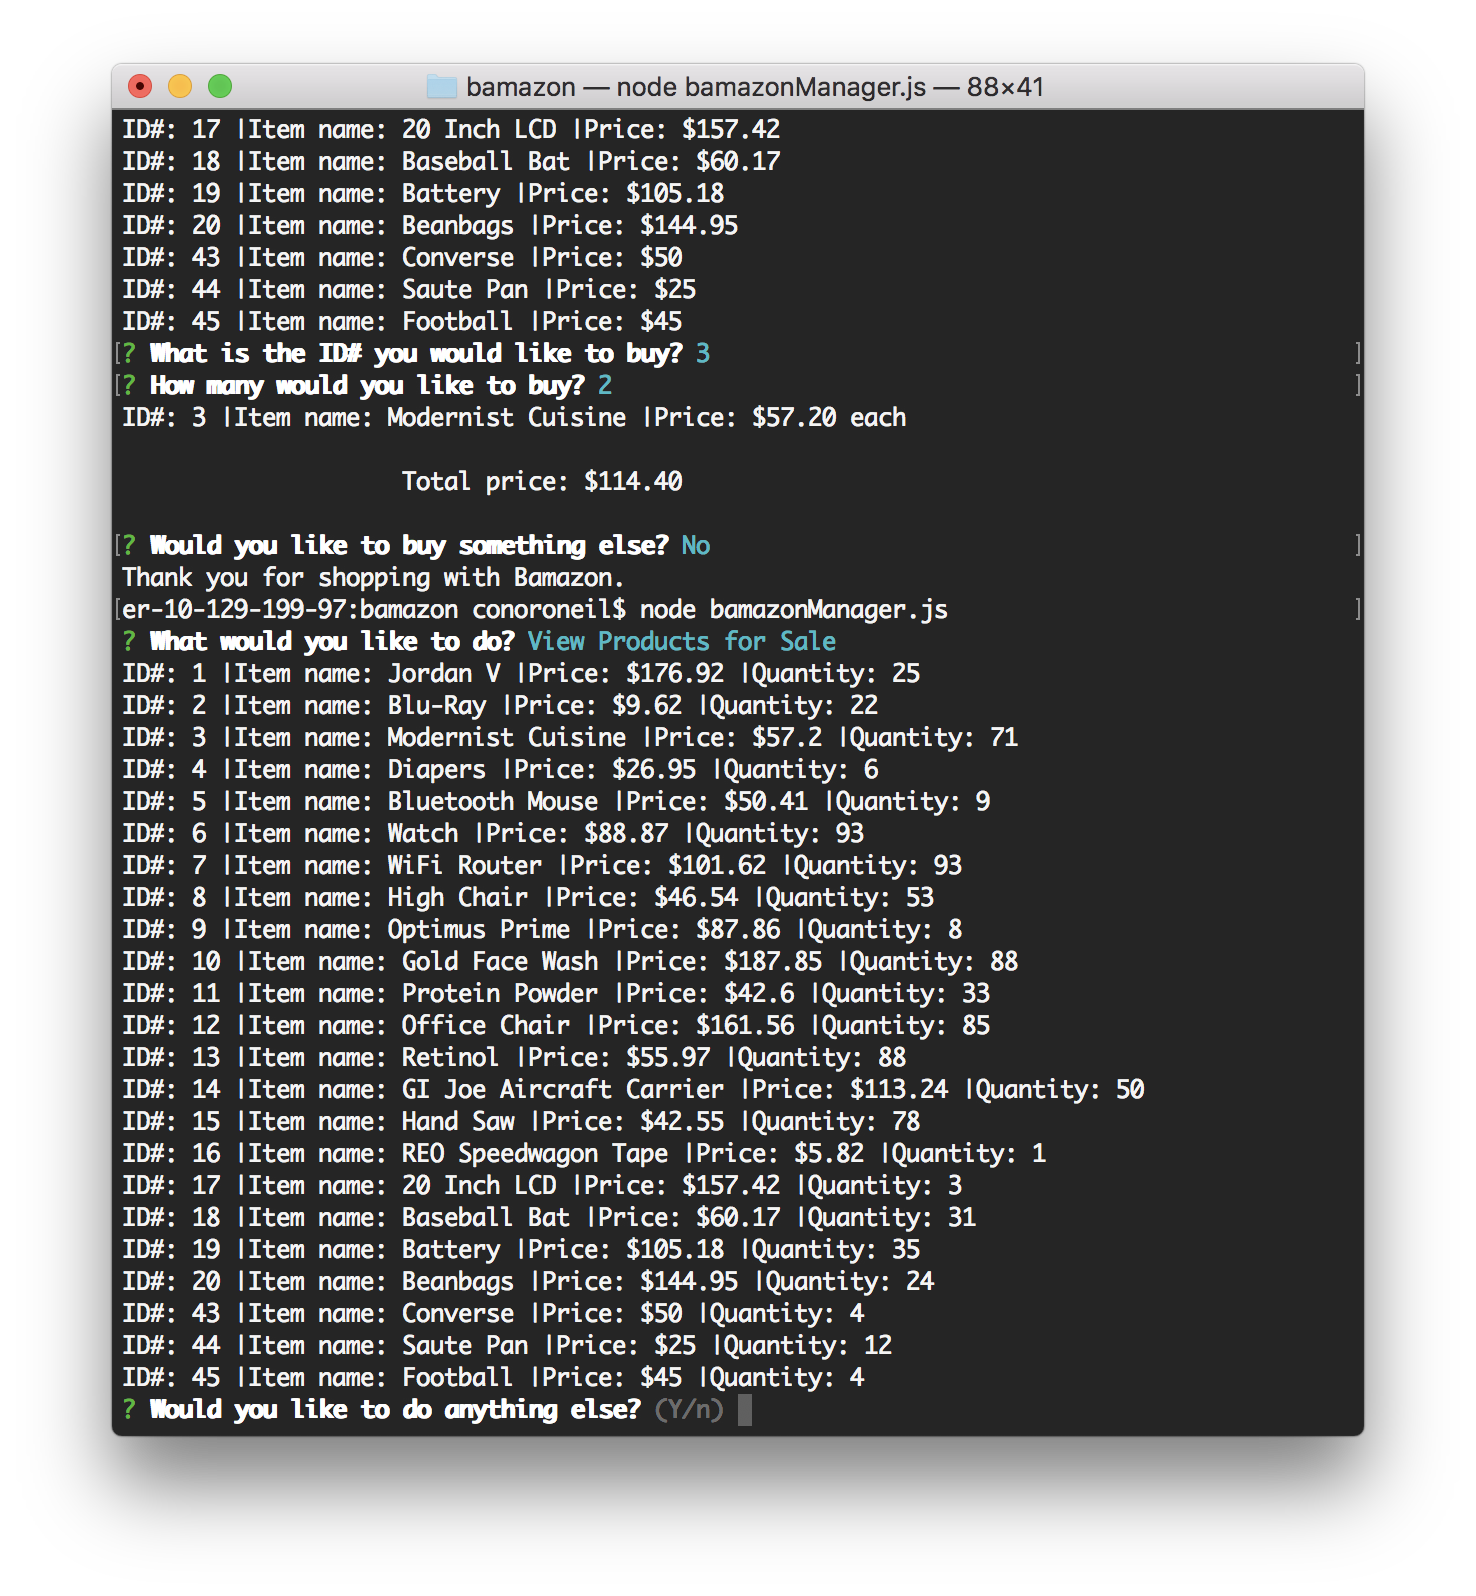 bamazon — node bamazonManager.js — 88×41
ID#: 17 |Item name: 20 Inch LCD |Price: $157.42
ID#: 18 |Item name: Baseball Bat |Price: $60.17
ID#: 19 |Item name: Battery |Price: $105.18
ID#: 20 |Item name: Beanbags |Price: $144.95
ID#: 43 |Item name: Converse |Price: $50
ID#: 44 |Item name: Saute Pan |Price: $25
ID#: 45 |Item name: Football |Price: $45
[? What is the ID# you would like to buy? 3 ]
[? How many would you like to buy? 2 ]
ID#: 3 |Item name: Modernist Cuisine |Price: $57.20 each
Total price: $114.40
[? Would you like to buy something else? No ]
Thank you for shopping with Bamazon.
[er-10-129-199-97:bamazon conoroneil$ node bamazonManager.js ]
? What would you like to do? View Products for Sale
ID#: 1 |Item name: Jordan V |Price: $176.92 |Quantity: 25
ID#: 2 |Item name: Blu-Ray |Price: $9.62 |Quantity: 22
ID#: 3 |Item name: Modernist Cuisine |Price: $57.2 |Quantity: 71
ID#: 4 |Item name: Diapers |Price: $26.95 |Quantity: 6
ID#: 5 |Item name: Bluetooth Mouse |Price: $50.41 |Quantity: 9
ID#: 6 |Item name: Watch |Price: $88.87 |Quantity: 93
ID#: 7 |Item name: WiFi Router |Price: $101.62 |Quantity: 93
ID#: 8 |Item name: High Chair |Price: $46.54 |Quantity: 53
ID#: 9 |Item name: Optimus Prime |Price: $87.86 |Quantity: 8
ID#: 10 |Item name: Gold Face Wash |Price: $187.85 |Quantity: 88
ID#: 11 |Item name: Protein Powder |Price: $42.6 |Quantity: 33
ID#: 12 |Item name: Office Chair |Price: $161.56 |Quantity: 85
ID#: 13 |Item name: Retinol |Price: $55.97 |Quantity: 88
ID#: 14 |Item name: GI Joe Aircraft Carrier |Price: $113.24 |Quantity: 50
ID#: 15 |Item name: Hand Saw |Price: $42.55 |Quantity: 78
ID#: 16 |Item name: REO Speedwagon Tape |Price: $5.82 |Quantity: 1
ID#: 17 |Item name: 20 Inch LCD |Price: $157.42 |Quantity: 3
ID#: 18 |Item name: Baseball Bat |Price: $60.17 |Quantity: 31
ID#: 19 |Item name: Battery |Price: $105.18 |Quantity: 35
ID#: 20 |Item name: Beanbags |Price: $144.95 |Quantity: 24
ID#: 43 |Item name: Converse |Price: $50 |Quantity: 4
ID#: 44 |Item name: Saute Pan |Price: $25 |Quantity: 12
ID#: 45 |Item name: Football |Price: $45 |Quantity: 4
? Would you like to do anything else? (Y/n)